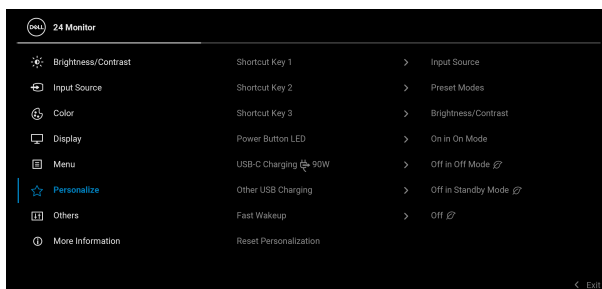 DELL 24 Monitor
Brightness/Contrast Shortcut Key 1 > Input Source
Input Source Shortcut Key 2 > Preset Modes
Color Shortcut Key 3 > Brightness/Contrast
Display Power Button LED > On in On Mode
Menu USB-C Charging 90W > Off in Off Mode
Personalize Other USB Charging > Off in Standby Mode
Others Fast Wakeup > Off
More Information Reset Personalization
< Exit